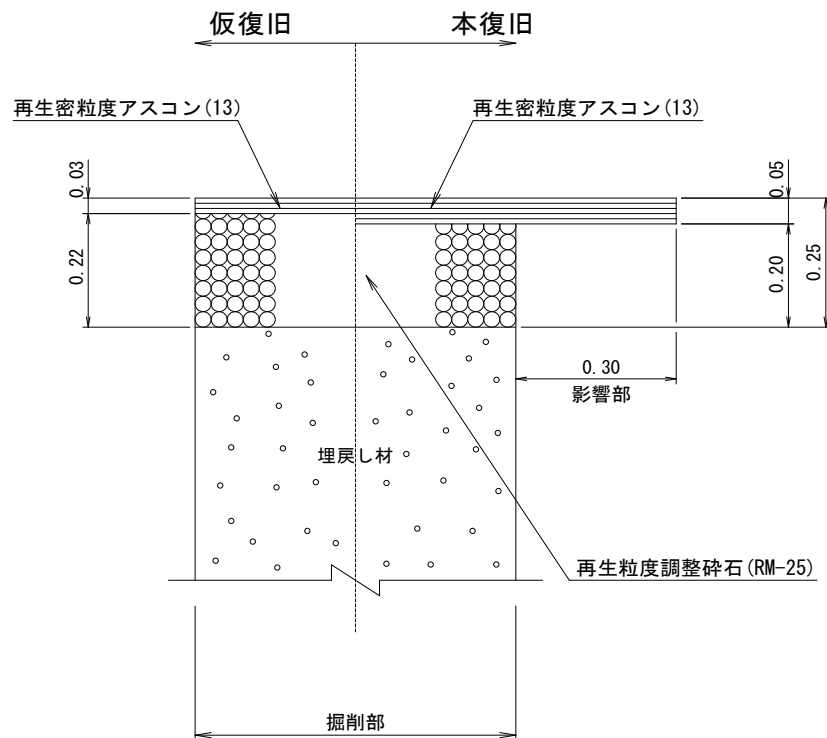 仮復旧
本復旧
再生密粒度アスコン(13)
再生密粒度アスコン(13)
0.03
0.22
0.05
0.20
0.25
0.30
影響部
埋戻し材
再生粒度調整砕石(RM-25)
掘削部